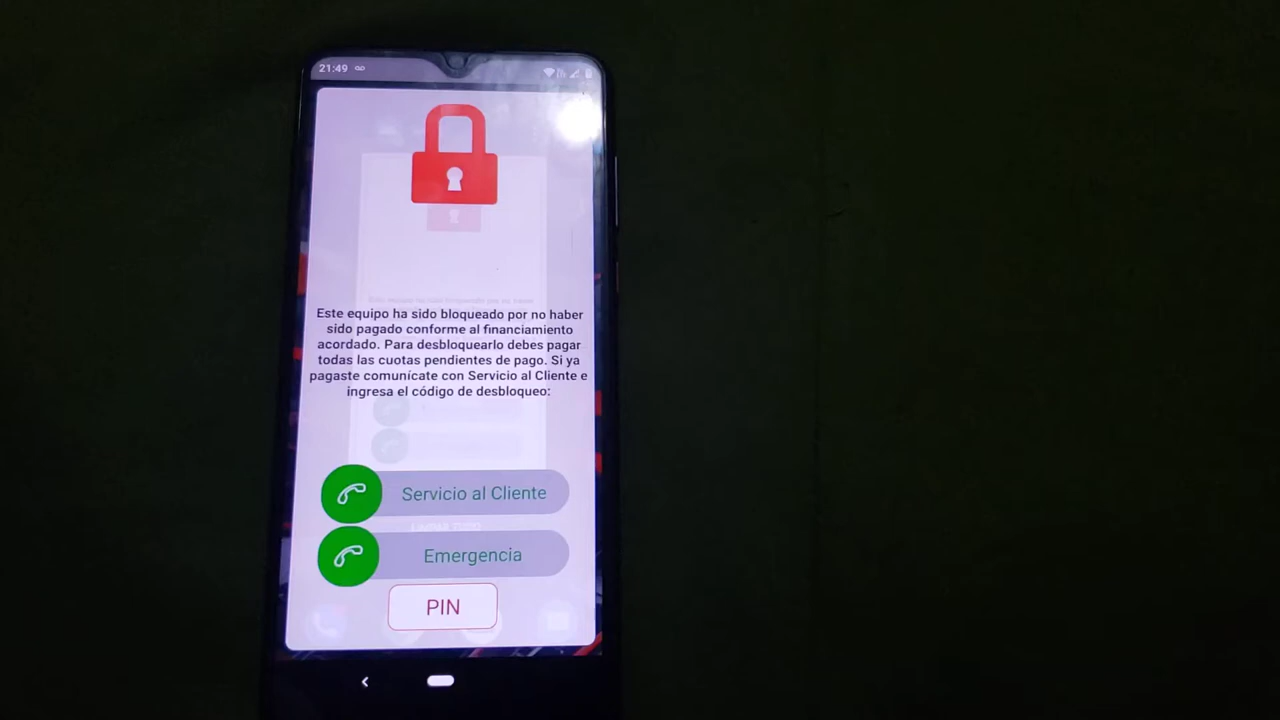 21:49
Este equipo ha sido bloqueado por no haber
sido pagado conforme al financiamiento
acordado. Para desbloquearlo debes pagar
todas las cuotas pendientes de pago. Si ya
pagaste comunícate con Servicio al Cliente e
ingresa el código de desbloqueo:
Servicio al Cliente
Emergencia
PIN